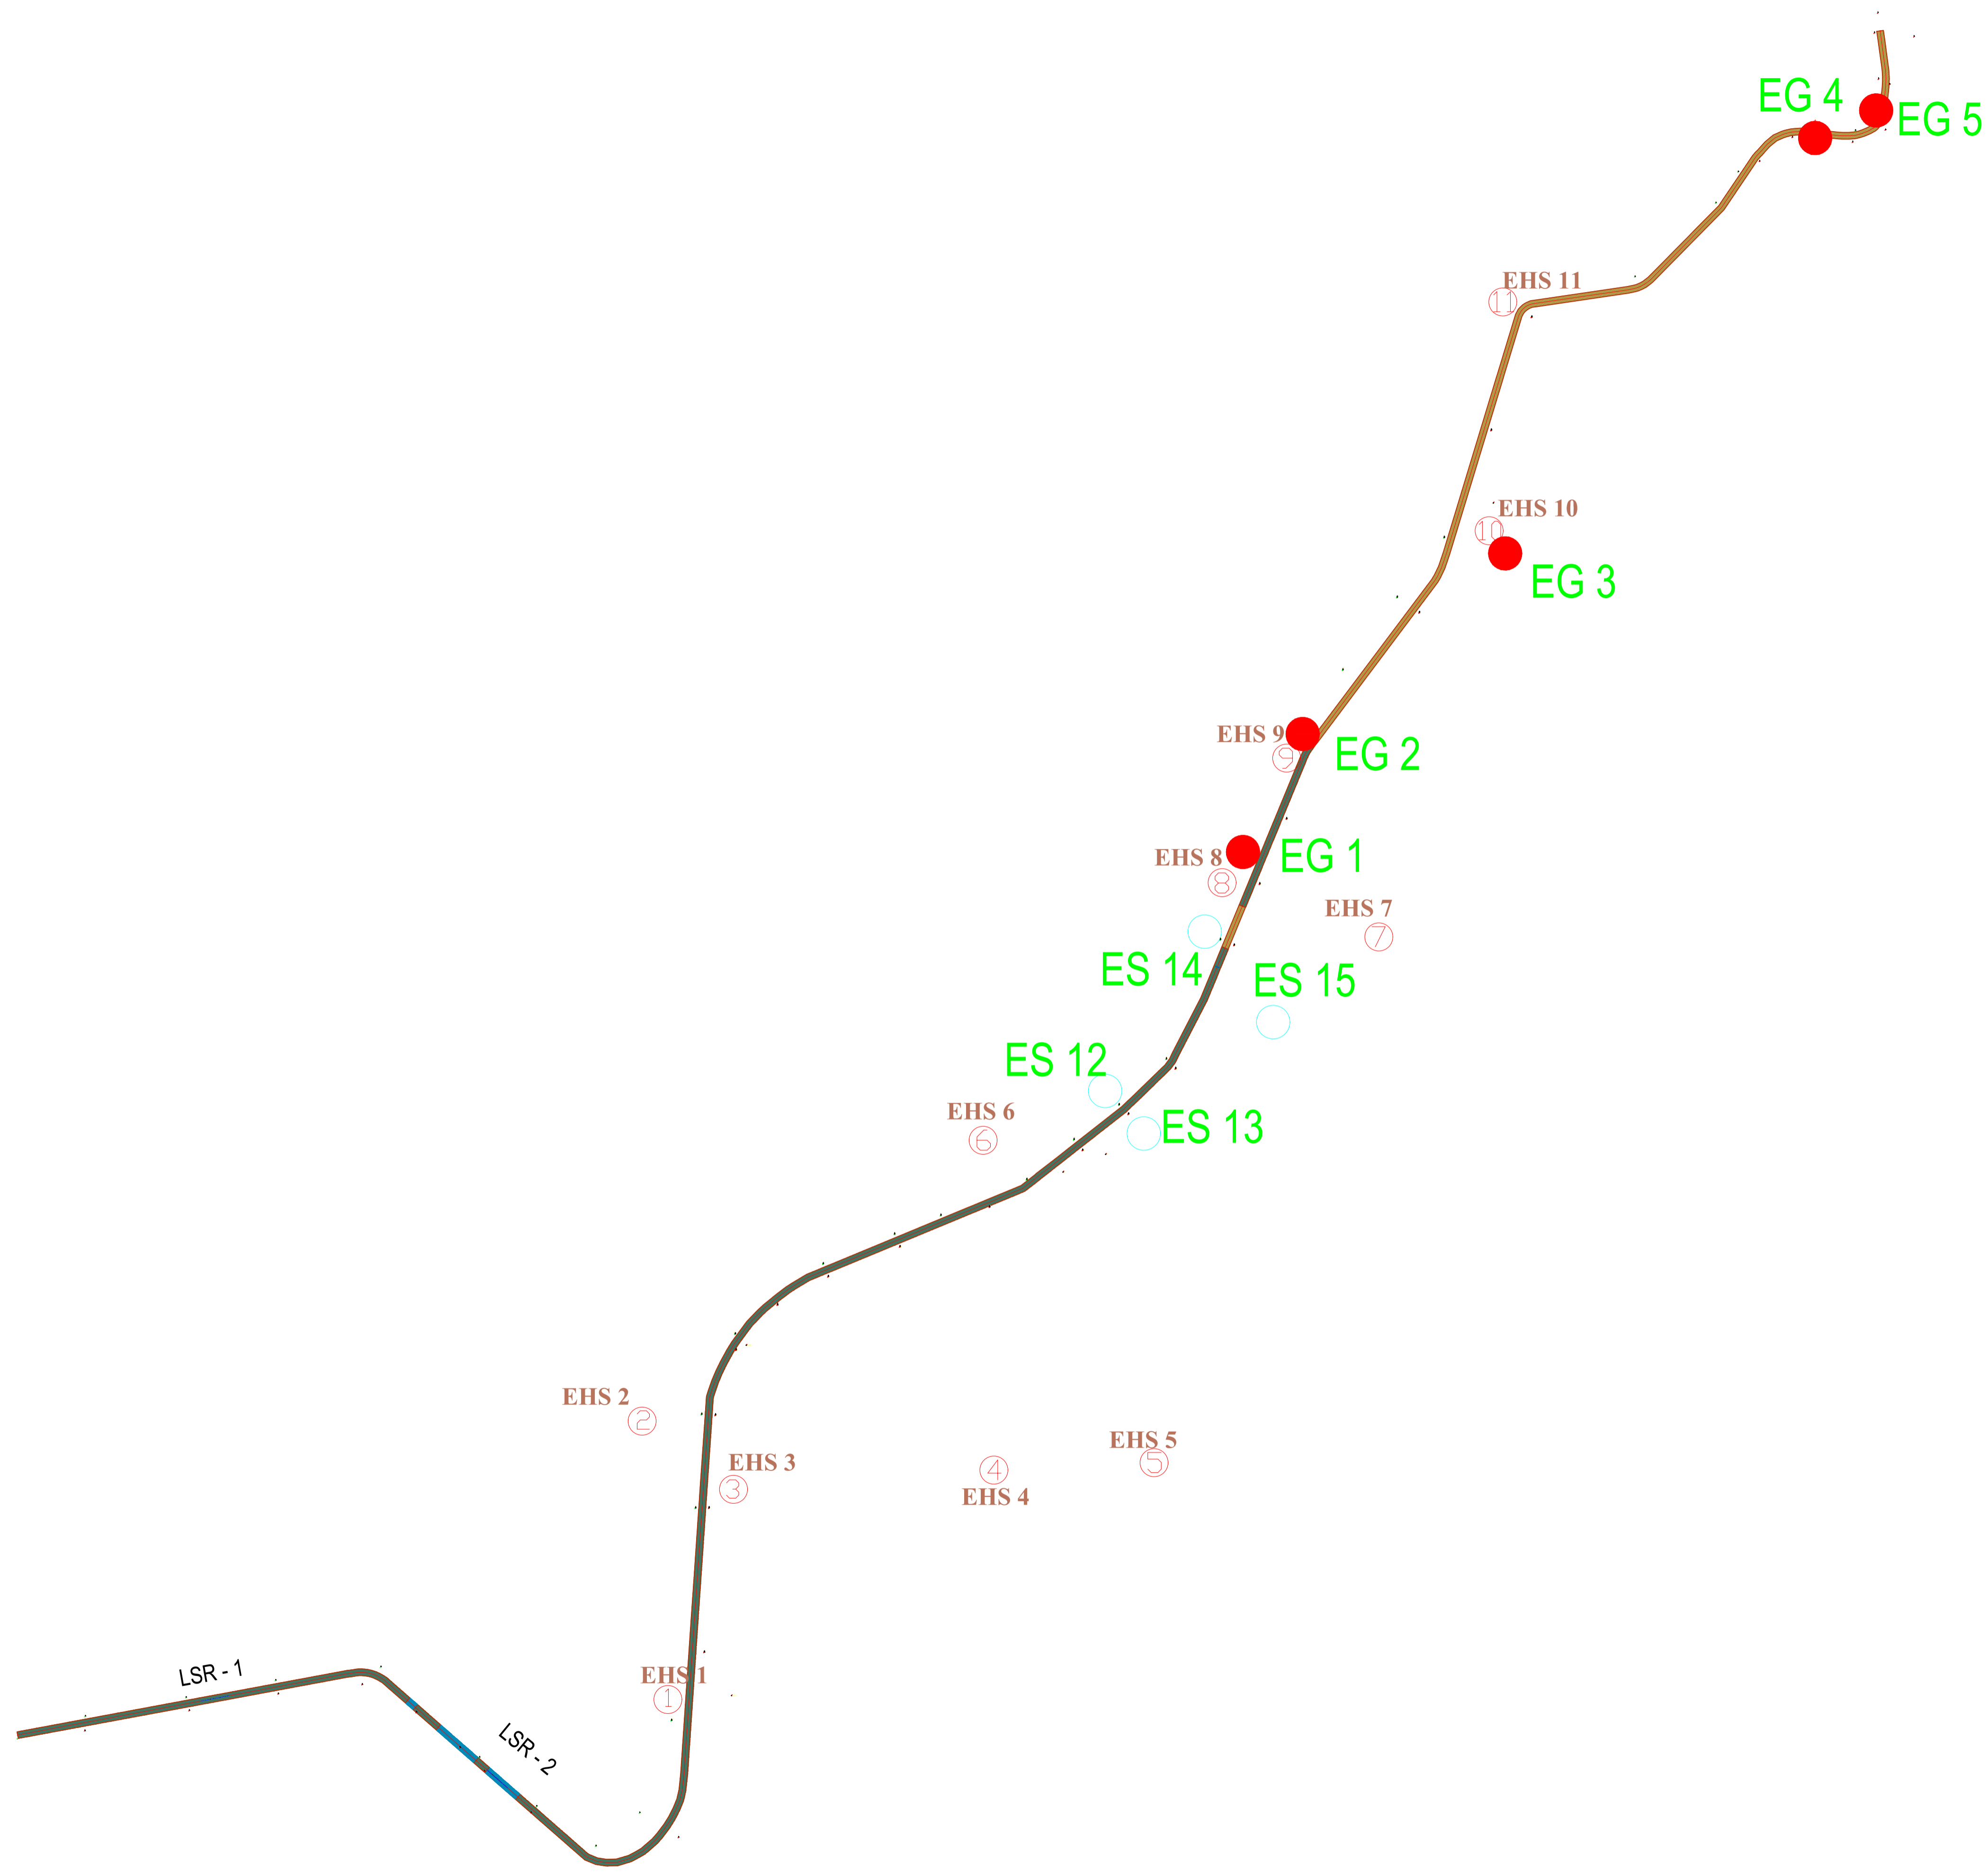 EG 4
EG 5
EHS 11
11
EHS 10
10
EG 3
EHS 9
9
EG 2
EHS 8
8
EG 1
EHS 7
7
ES 14
ES 15
ES 12
EHS 6
6
ES 13
EHS 2
2
EHS 3
3
EHS 5
5
4
EHS 4
EHS 1
1
LSR - 1
LSR - 2